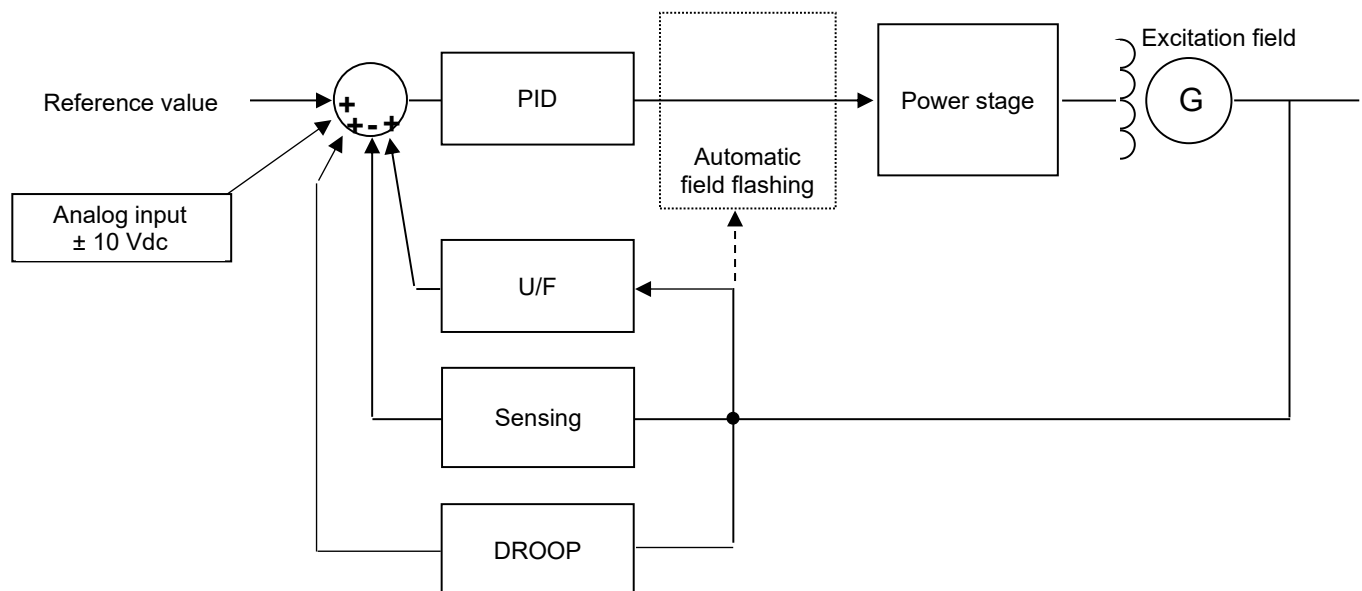 Excitation field
Reference value
+
+ - +
PID
Power stage
G
Automatic
field flashing
Analog input
± 10 Vdc
U/F
Sensing
DROOP